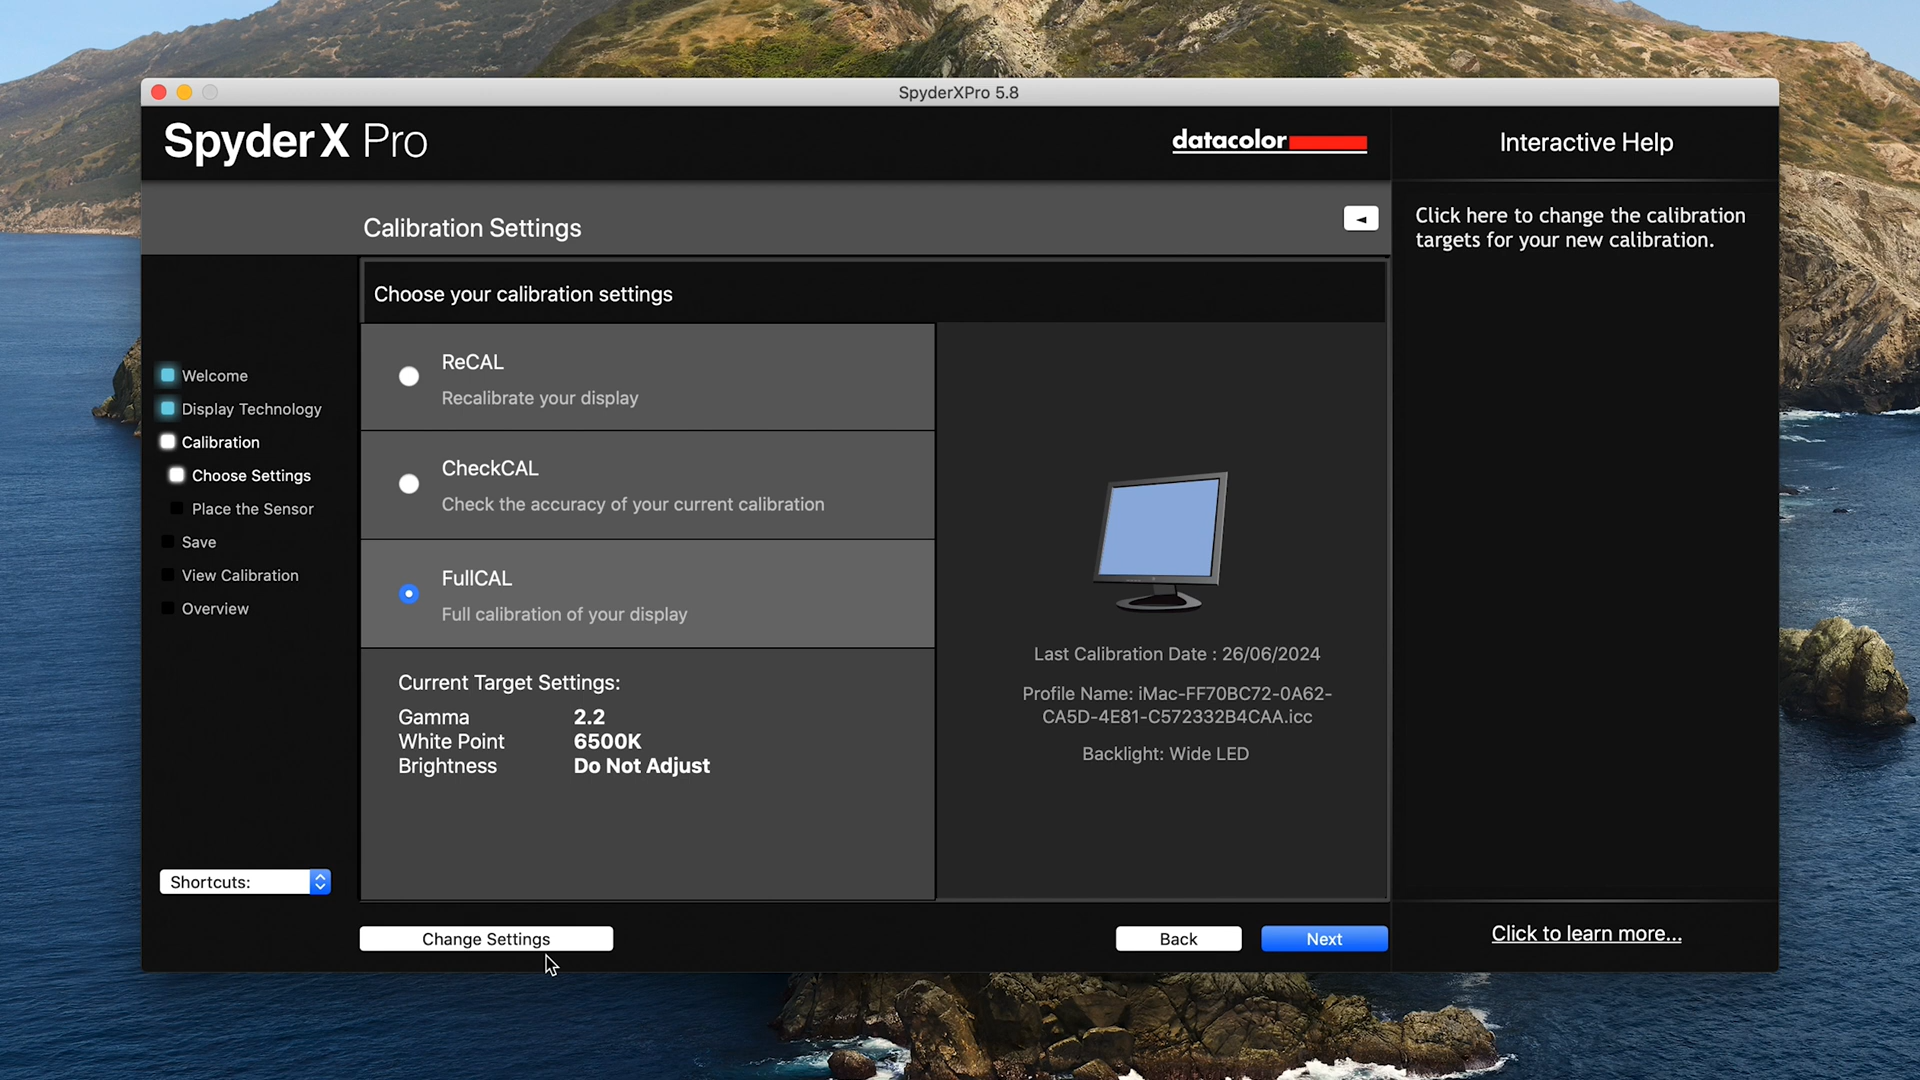 SpyderXPro 5.8
SpyderX Pro
datacolor
Interactive Help
Calibration Settings
◄
Click here to change the calibration
targets for your new calibration.
Choose your calibration settings
ReCAL
Recalibrate your display
CheckCAL
Check the accuracy of your current calibration
FullCAL
Full calibration of your display
Current Target Settings:
Gamma 2.2
White Point 6500K
Brightness Do Not Adjust
Welcome
Display Technology
Calibration
Choose Settings
Place the Sensor
Save
View Calibration
Overview
Last Calibration Date : 26/06/2024
Profile Name: iMac-FF70BC72-0A62-
CA5D-4E81-C572332B4CAA.icc
Backlight: Wide LED
Shortcuts:
Change Settings
Back
Next
Click to learn more...